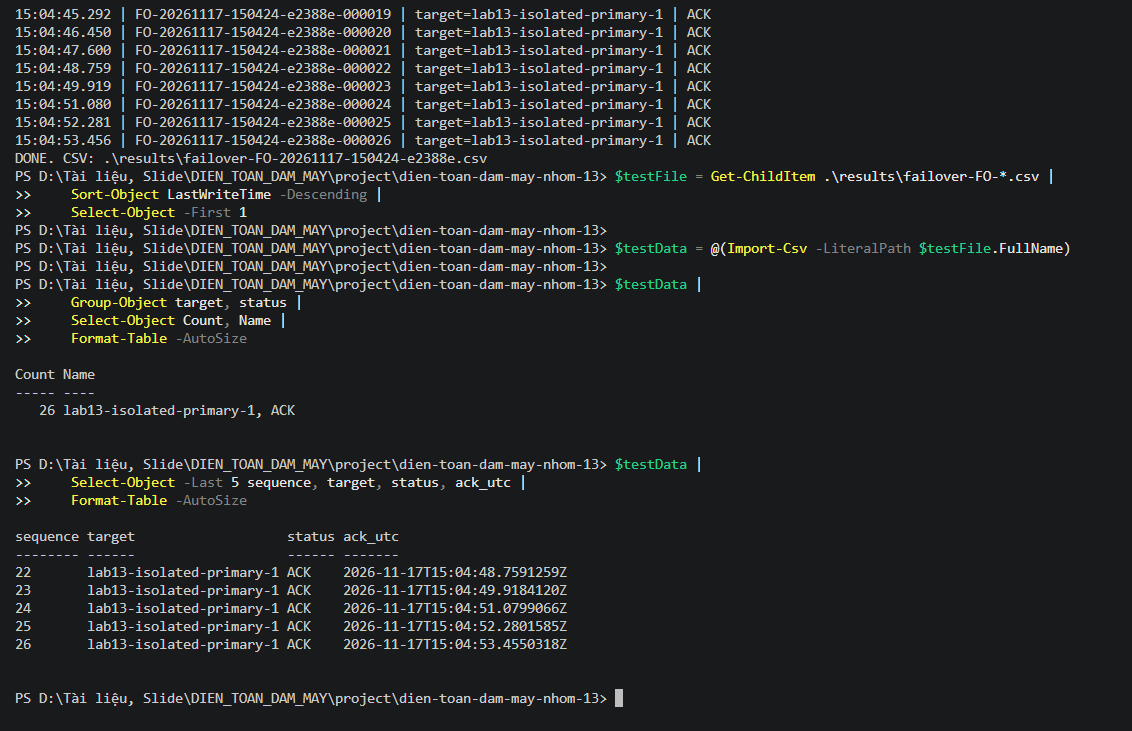 15:04:45.292 | FO-20261117-150424-e2388e-000019 | target=lab13-isolated-primary-1 | ACK
15:04:46.450 | FO-20261117-150424-e2388e-000020 | target=lab13-isolated-primary-1 | ACK
15:04:47.600 | FO-20261117-150424-e2388e-000021 | target=lab13-isolated-primary-1 | ACK
15:04:48.759 | FO-20261117-150424-e2388e-000022 | target=lab13-isolated-primary-1 | ACK
15:04:49.919 | FO-20261117-150424-e2388e-000023 | target=lab13-isolated-primary-1 | ACK
15:04:51.080 | FO-20261117-150424-e2388e-000024 | target=lab13-isolated-primary-1 | ACK
15:04:52.281 | FO-20261117-150424-e2388e-000025 | target=lab13-isolated-primary-1 | ACK
15:04:53.456 | FO-20261117-150424-e2388e-000026 | target=lab13-isolated-primary-1 | ACK
DONE. CSV: .\results\failover-FO-20261117-150424-e2388e.csv
PS D:\Tài liệu, Slide\DIEN_TOAN_DAM_MAY\project\dien-toan-dam-may-nhom-13> $testFile = Get-ChildItem .\results\failover-FO-*.csv |
>>     Sort-Object LastWriteTime -Descending |
>>     Select-Object -First 1
PS D:\Tài liệu, Slide\DIEN_TOAN_DAM_MAY\project\dien-toan-dam-may-nhom-13>
PS D:\Tài liệu, Slide\DIEN_TOAN_DAM_MAY\project\dien-toan-dam-may-nhom-13> $testData = @(Import-Csv -LiteralPath $testFile.FullName)
PS D:\Tài liệu, Slide\DIEN_TOAN_DAM_MAY\project\dien-toan-dam-may-nhom-13>
PS D:\Tài liệu, Slide\DIEN_TOAN_DAM_MAY\project\dien-toan-dam-may-nhom-13> $testData |
>>     Group-Object target, status |
>>     Select-Object Count, Name |
>>     Format-Table -AutoSize
Count Name
----- ----
   26 lab13-isolated-primary-1, ACK
PS D:\Tài liệu, Slide\DIEN_TOAN_DAM_MAY\project\dien-toan-dam-may-nhom-13> $testData |
>>     Select-Object -Last 5 sequence, target, status, ack_utc |
>>     Format-Table -AutoSize
sequence target                   status ack_utc
-------- ------                   ------ -------
22       lab13-isolated-primary-1 ACK    2026-11-17T15:04:48.7591259Z
23       lab13-isolated-primary-1 ACK    2026-11-17T15:04:49.9184120Z
24       lab13-isolated-primary-1 ACK    2026-11-17T15:04:51.0799066Z
25       lab13-isolated-primary-1 ACK    2026-11-17T15:04:52.2801585Z
26       lab13-isolated-primary-1 ACK    2026-11-17T15:04:53.4550318Z
PS D:\Tài liệu, Slide\DIEN_TOAN_DAM_MAY\project\dien-toan-dam-may-nhom-13>